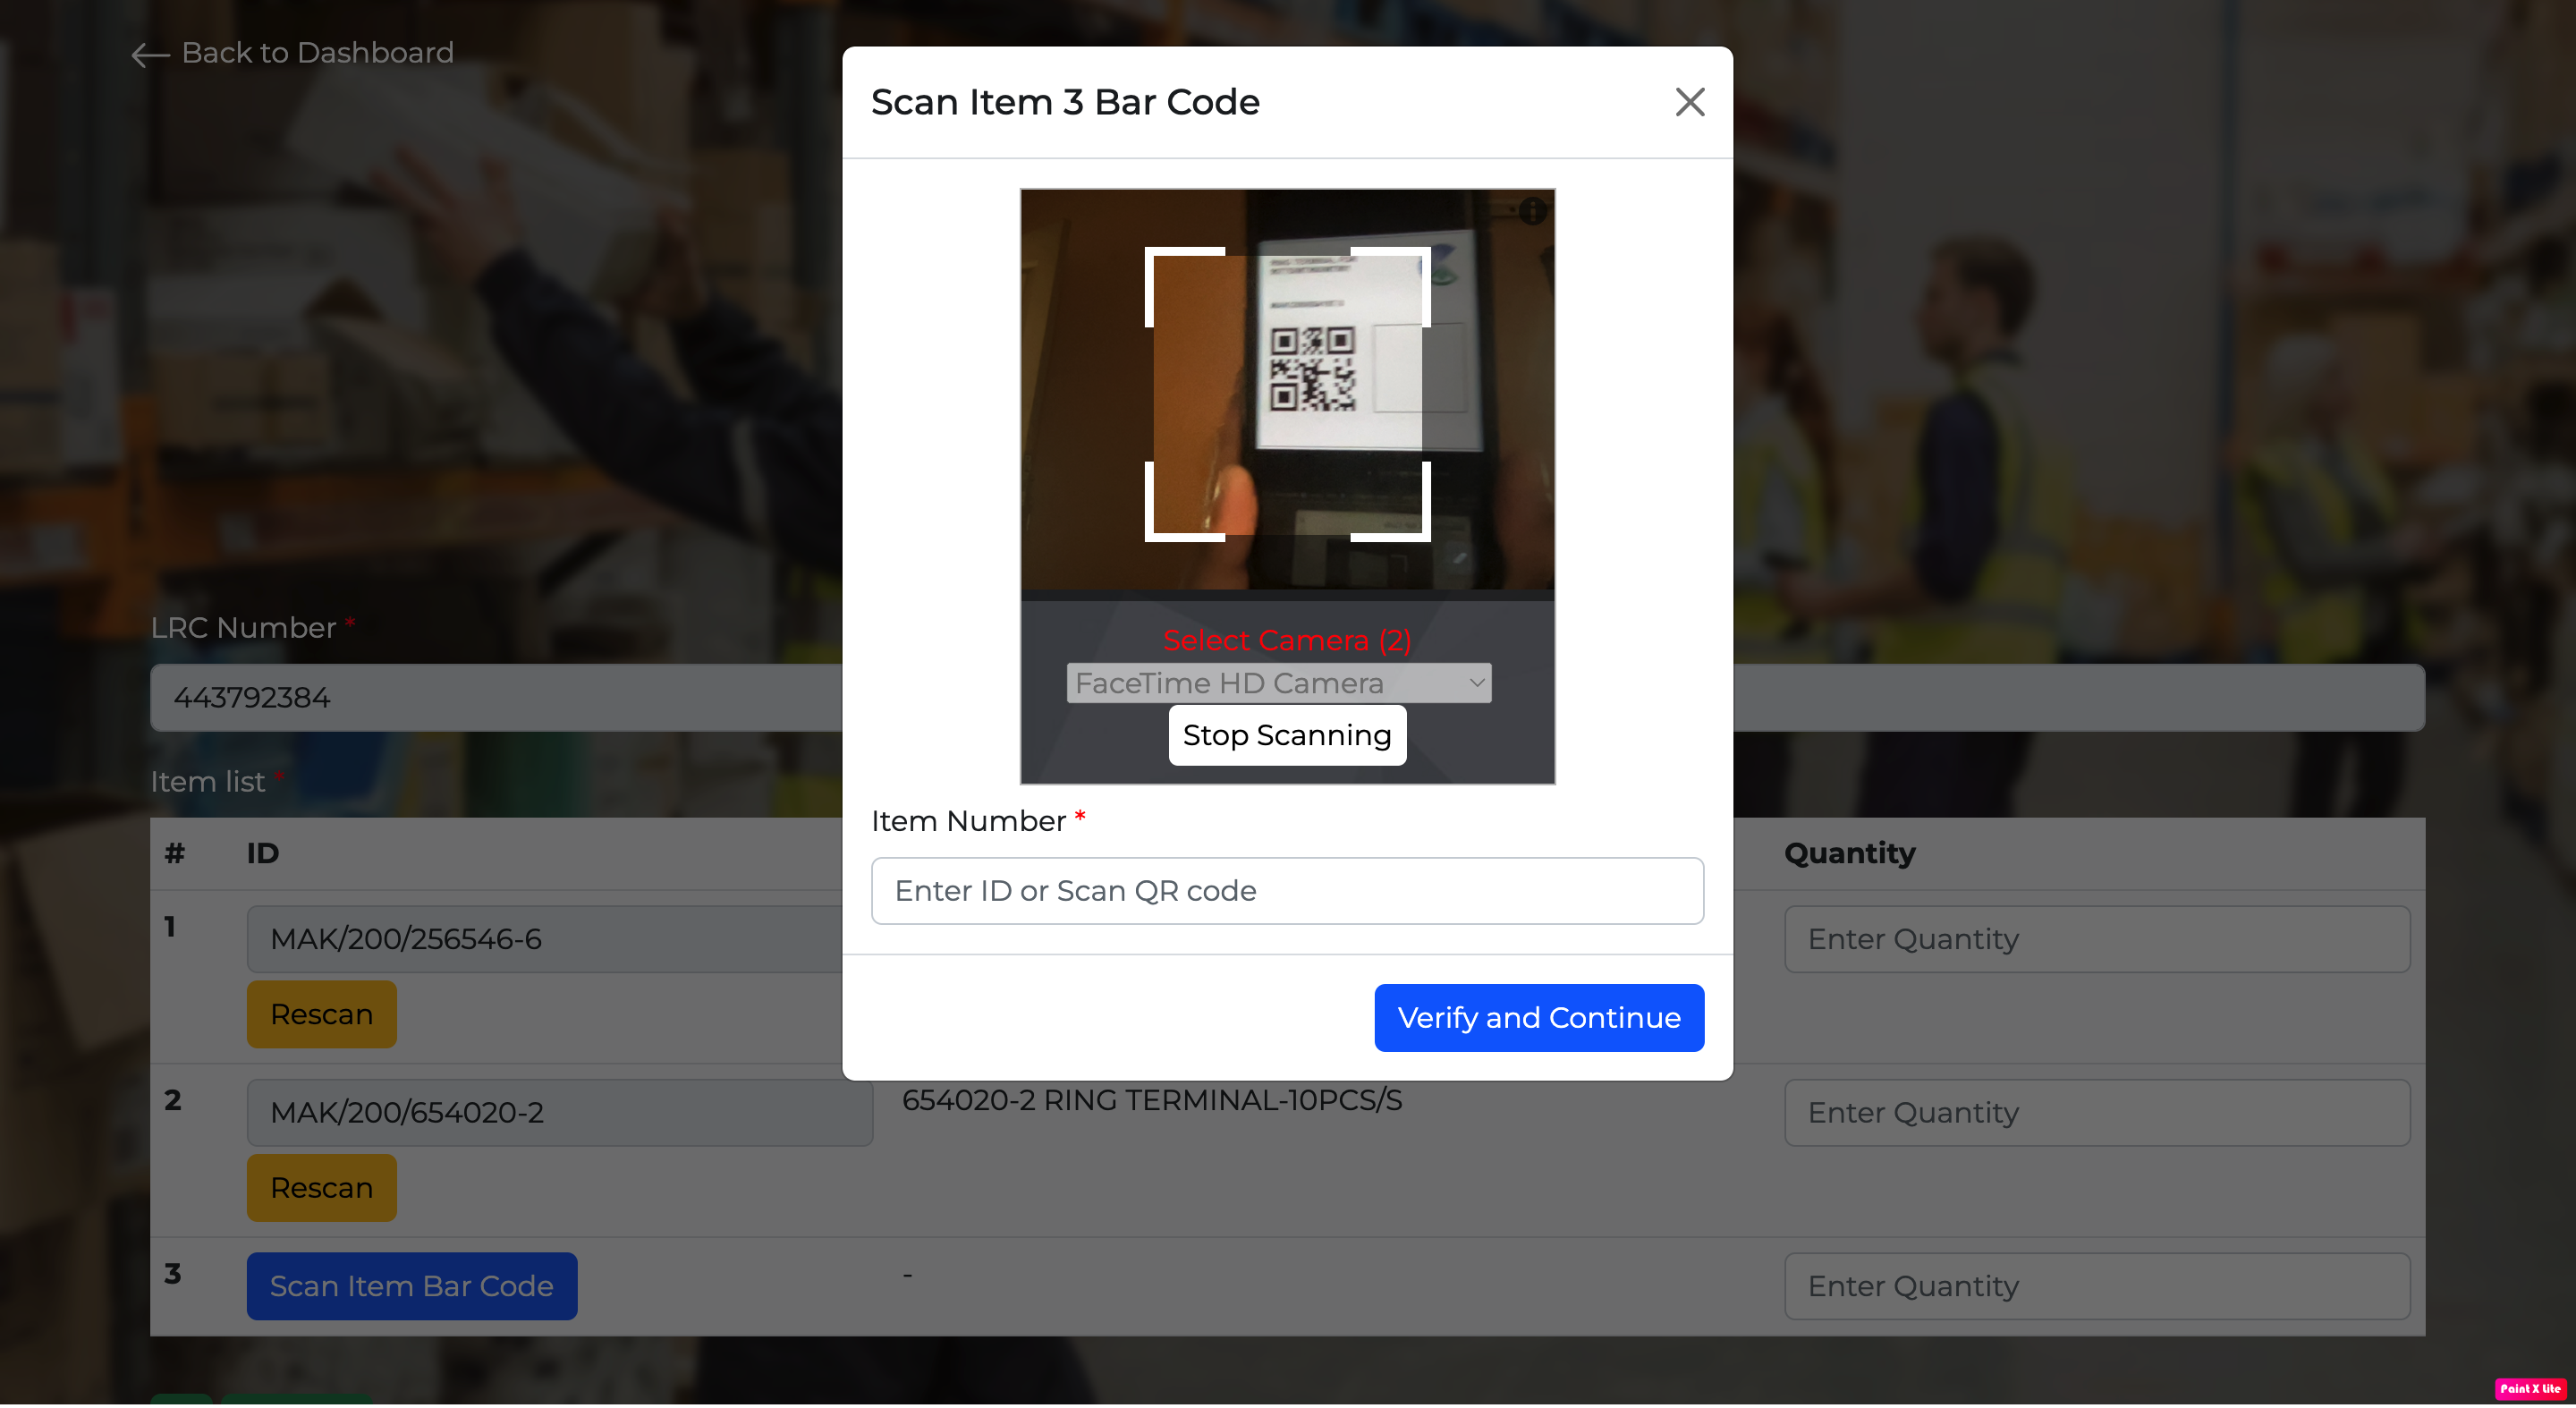 Back to Dashboard
Scan Item 3 Bar Code
Select Camera (2)
FaceTime HD Camera
Stop Scanning
LRC Number *
443792384
Item list *
Item Number *
Enter ID or Scan QR code
Verify and Continue
# ID Quantity
1 MAK/200/256546-6 Enter Quantity
Rescan
2 MAK/200/654020-2 654020-2 RING TERMINAL-10PCS/S Enter Quantity
Rescan
3 Scan Item Bar Code - Enter Quantity
Paint X Lite